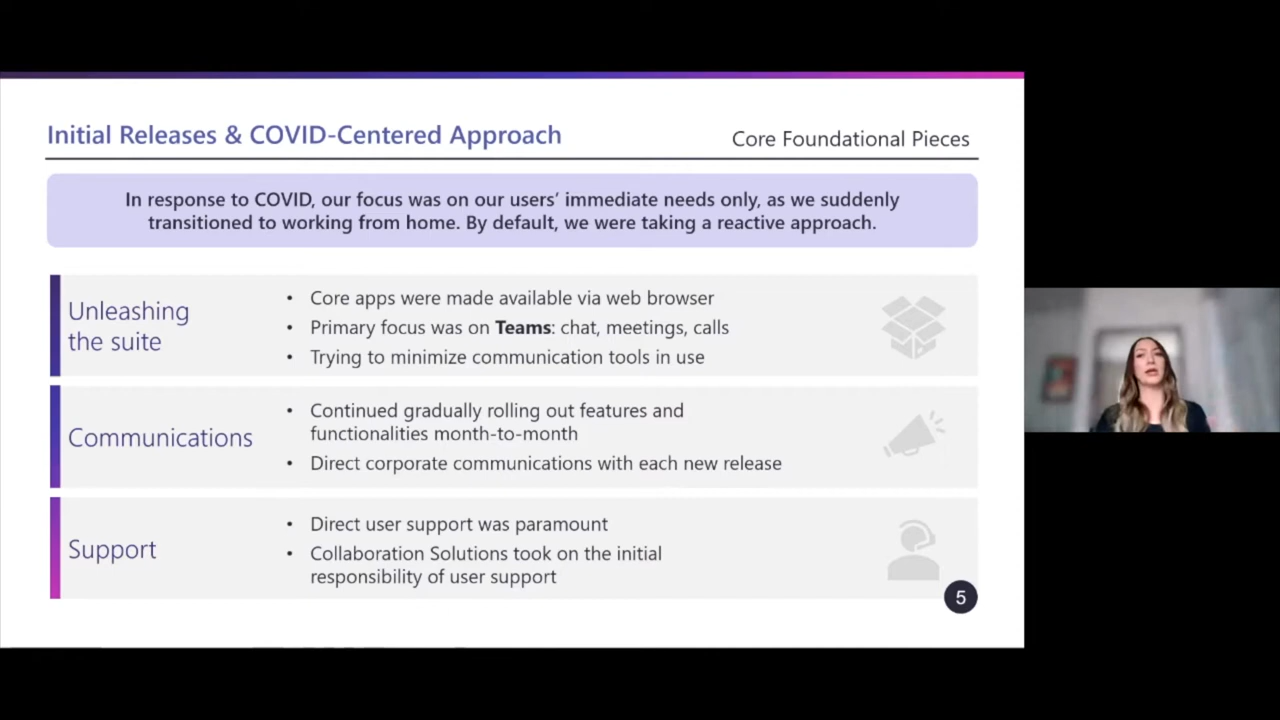 Initial Releases & COVID-Centered Approach
Core Foundational Pieces
In response to COVID, our focus was on our users' immediate needs only, as we suddenly
transitioned to working from home. By default, we were taking a reactive approach.
Unleashing
the suite
• Core apps were made available via web browser
• Primary focus was on Teams: chat, meetings, calls
• Trying to minimize communication tools in use
Communications
• Continued gradually rolling out features and
functionalities month-to-month
• Direct corporate communications with each new release
Support
• Direct user support was paramount
• Collaboration Solutions took on the initial
responsibility of user support
5